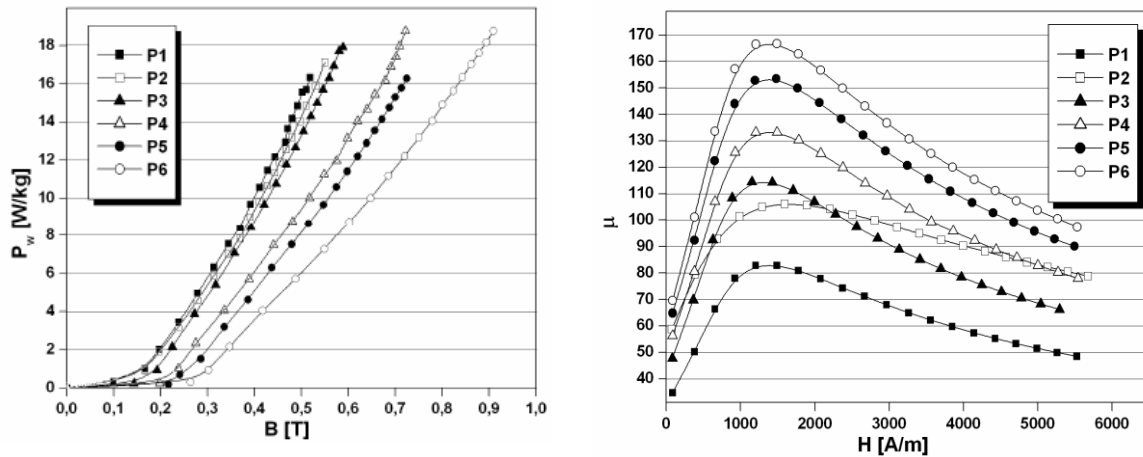 18
16
14
12
10
8
6
4
2
0
P_w [W/kg]
P1
P2
P3
P4
P5
P6
0,0 0,1 0,2 0,3 0,4 0,5 0,6 0,7 0,8 0,9 1,0
B [T]
170
160
150
140
130
120
110
100
90
80
70
60
50
40
μ
P1
P2
P3
P4
P5
P6
0 1000 2000 3000 4000 5000 6000
H [A/m]